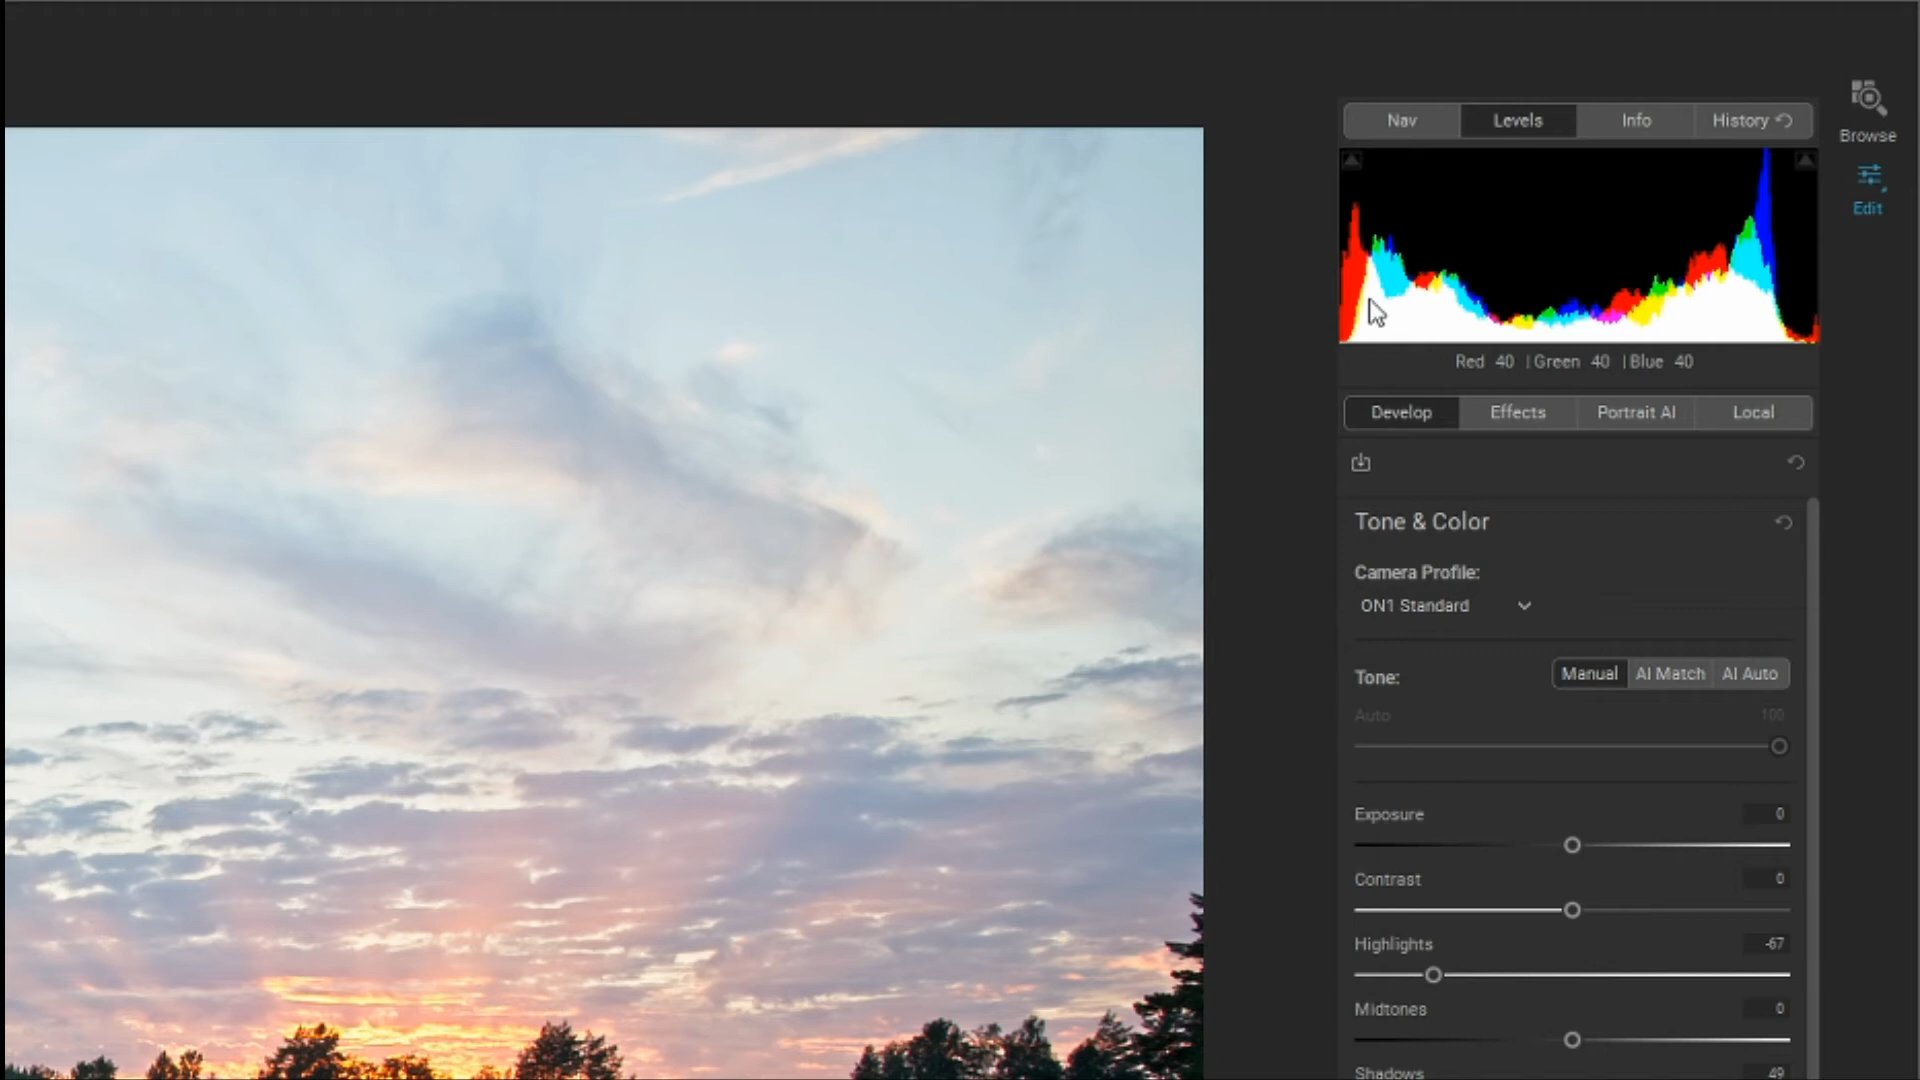 Nav Levels Info History
Browse
Edit
Red 40 | Green 40 | Blue 40
Develop Effects Portrait AI Local
Tone & Color
Camera Profile:
ON1 Standard
Tone: Manual AI Match AI Auto
Auto 100
Exposure 0
Contrast 0
Highlights -67
Midtones 0
Shadows 49